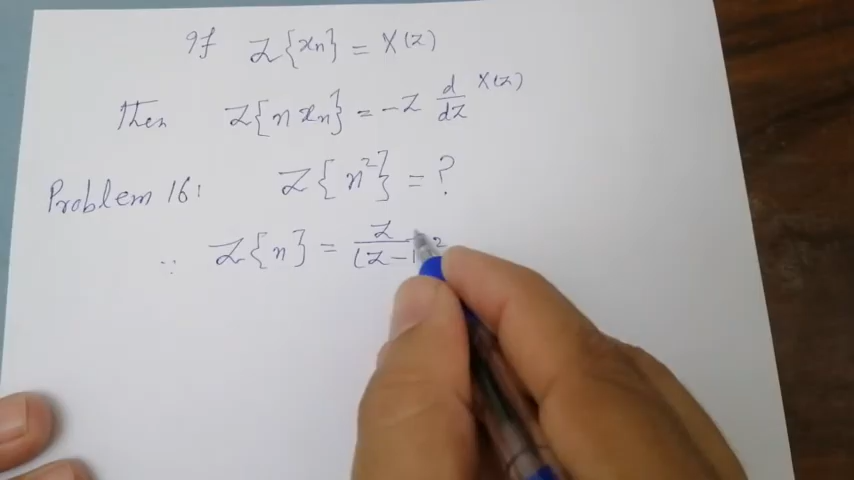 If Z{xn} = X(z)
Then Z{n xn} = -z d/dz X(z)
Problem 16: Z{n²} = ?
∵ Z{n} = z/(z-1)²